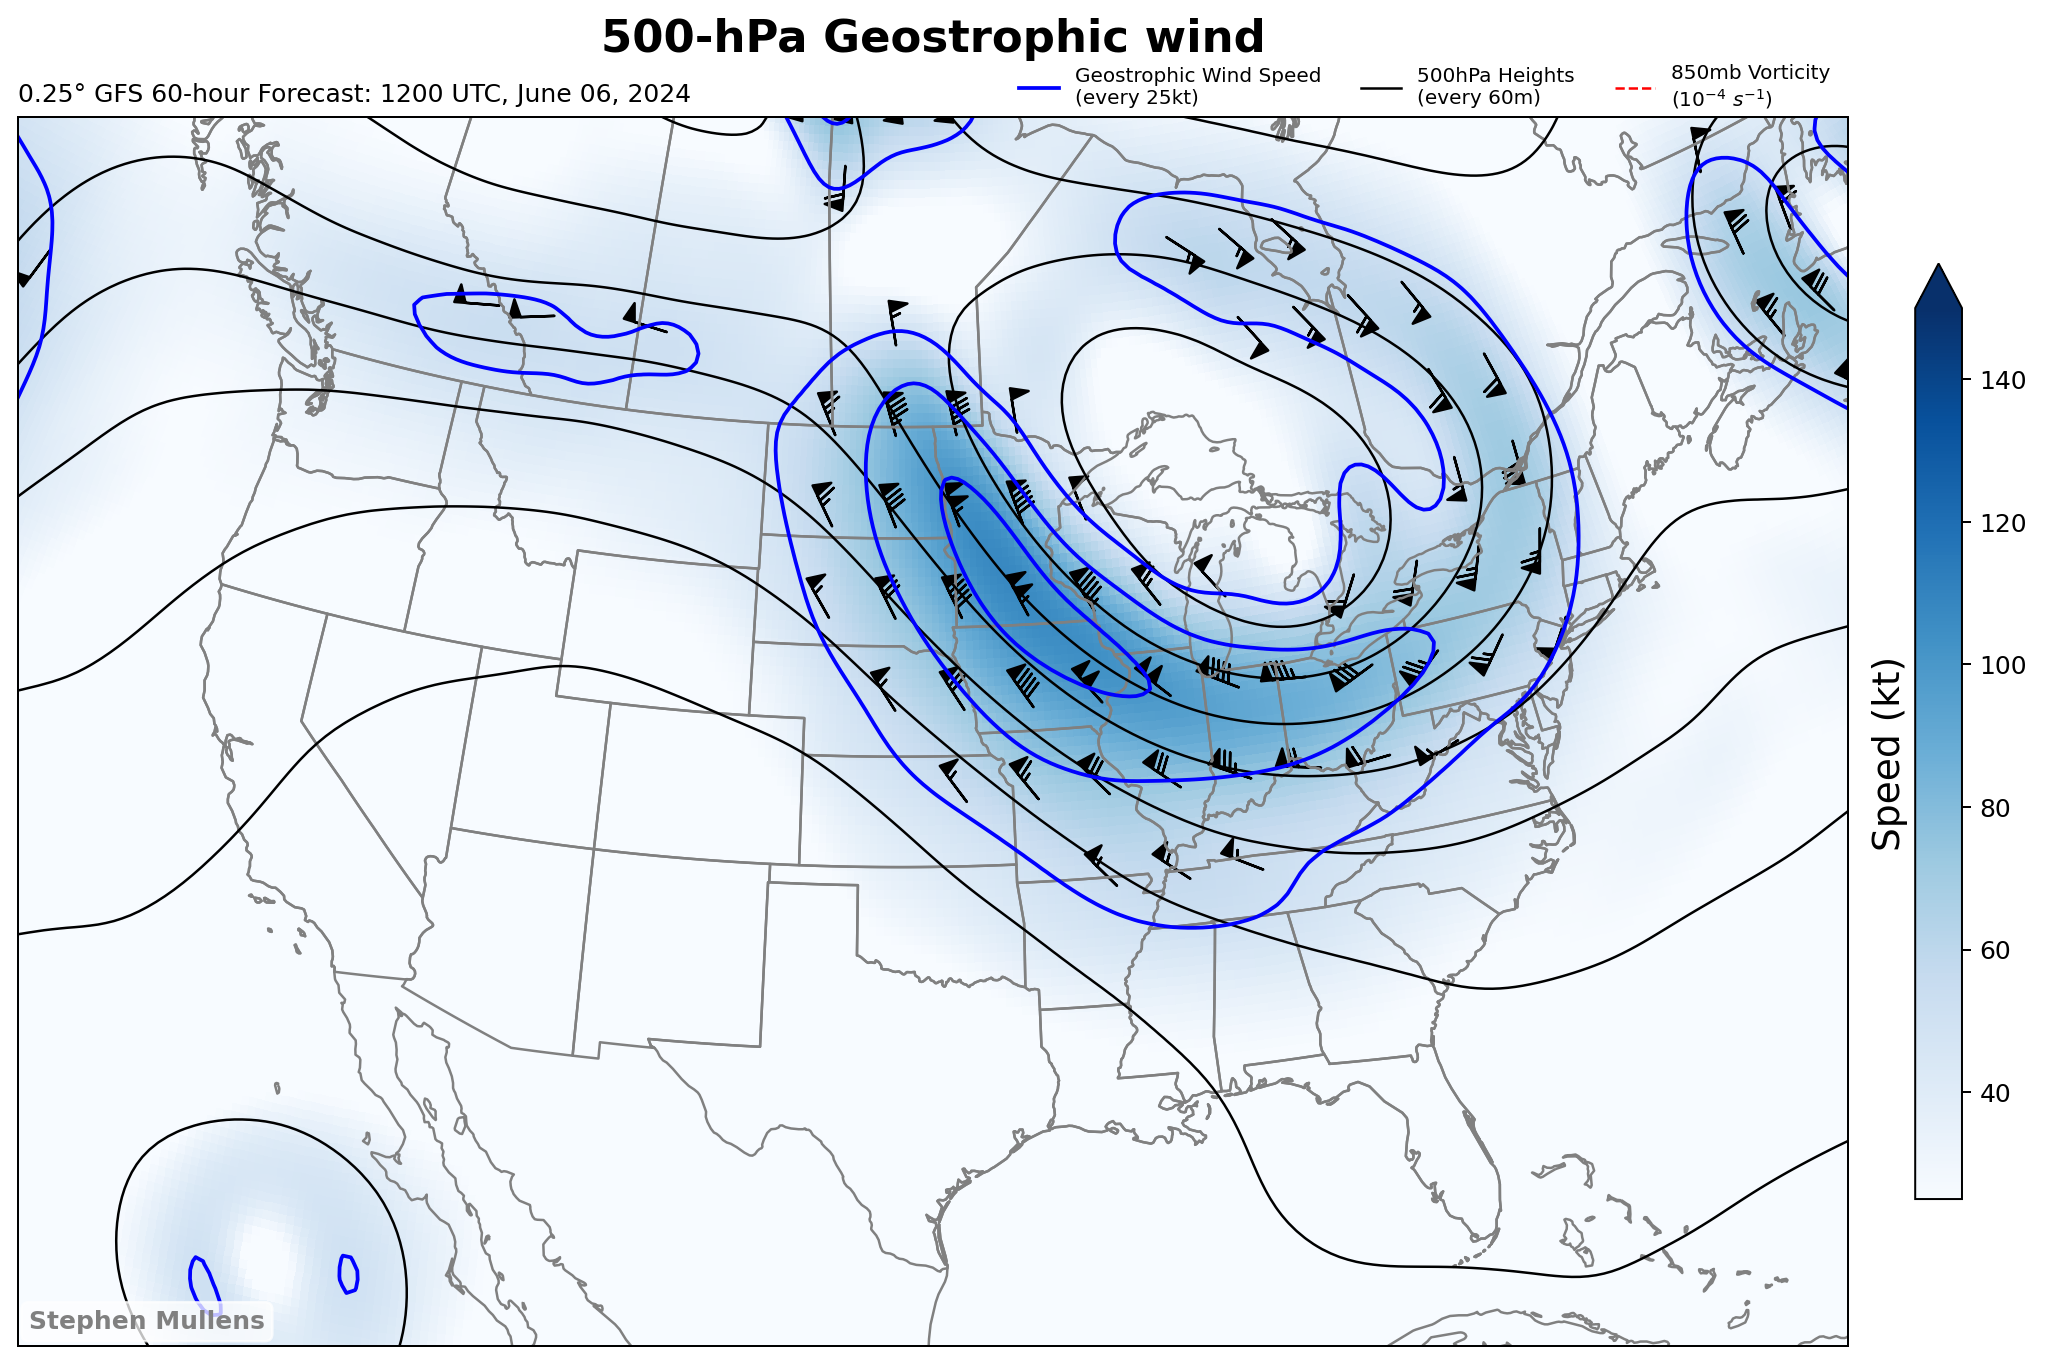 500-hPa Geostrophic wind
0.25° GFS 60-hour Forecast: 1200 UTC, June 06, 2024
Geostrophic Wind Speed
(every 25kt)
500hPa Heights
(every 60m)
850mb Vorticity
(10⁻⁴ s⁻¹)
140
120
100
80
60
40
Speed (kt)
Stephen Mullens